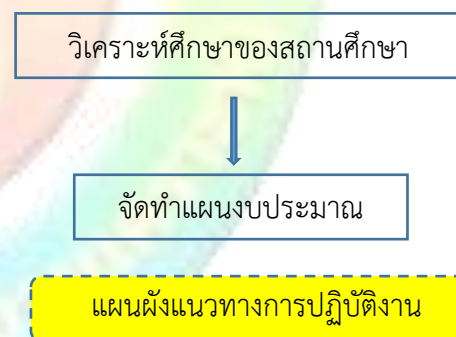 วิเคราะห์ศึกษาของสถานศึกษา
จัดทำแผนงบประมาณ
แผนผังแนวทางการปฏิบัติงาน